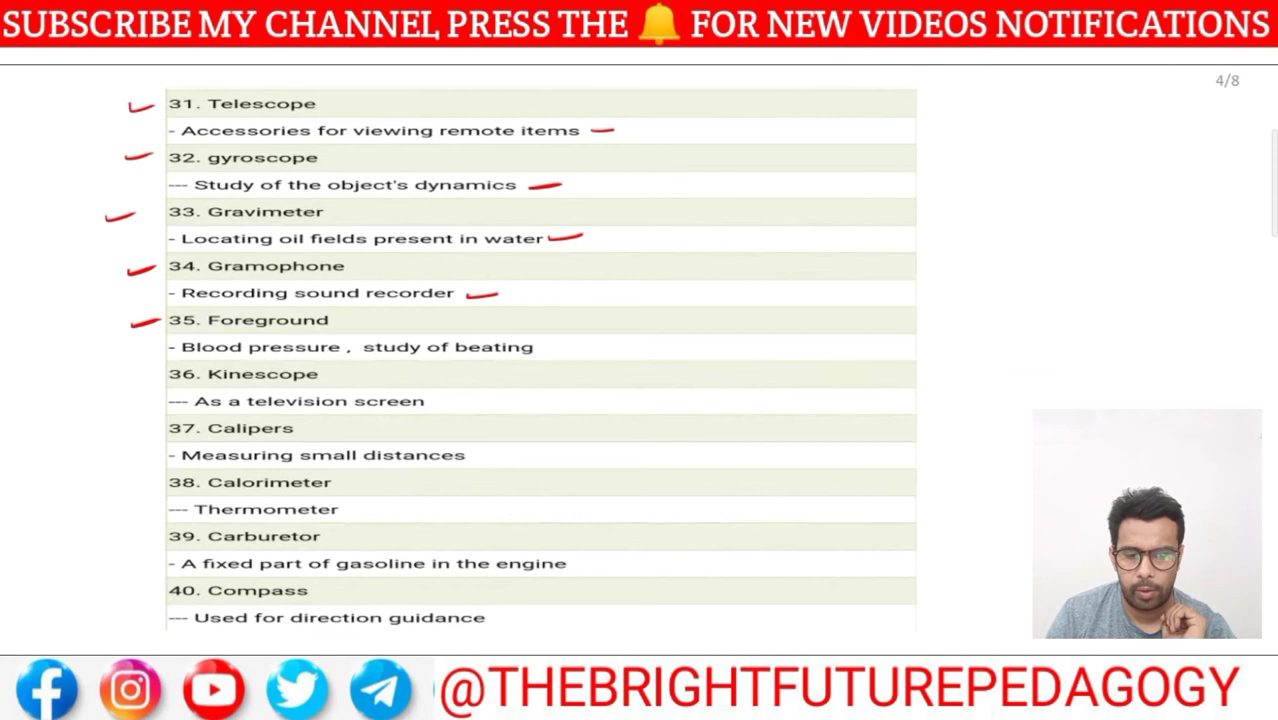 SUBSCRIBE MY CHANNEL, PRESS THE 🔔 FOR NEW VIDEOS NOTIFICATIONS
4/8
31. Telescope
- Accessories for viewing remote items
32. gyroscope
--- Study of the object's dynamics
33. Gravimeter
- Locating oil fields present in water
34. Gramophone
- Recording sound recorder
35. Foreground
- Blood pressure , study of beating
36. Kinescope
--- As a television screen
37. Calipers
- Measuring small distances
38. Calorimeter
--- Thermometer
39. Carburetor
- A fixed part of gasoline in the engine
40. Compass
--- Used for direction guidance
@THEBRIGHTFUTUREPEDAGOGY